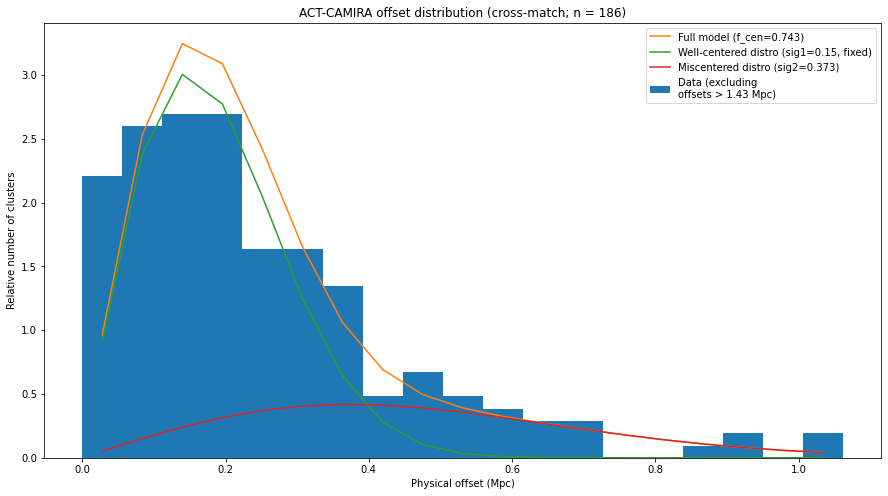 ACT-CAMIRA offset distribution (cross-match; n = 186)
Full model (f_cen=0.743)
Well-centered distro (sig1=0.15, fixed)
Miscentered distro (sig2=0.373)
Data (excluding
offsets > 1.43 Mpc)
Relative number of clusters
3.0
2.5
2.0
1.5
1.0
0.5
0.0
0.0 0.2 0.4 0.6 0.8 1.0
Physical offset (Mpc)